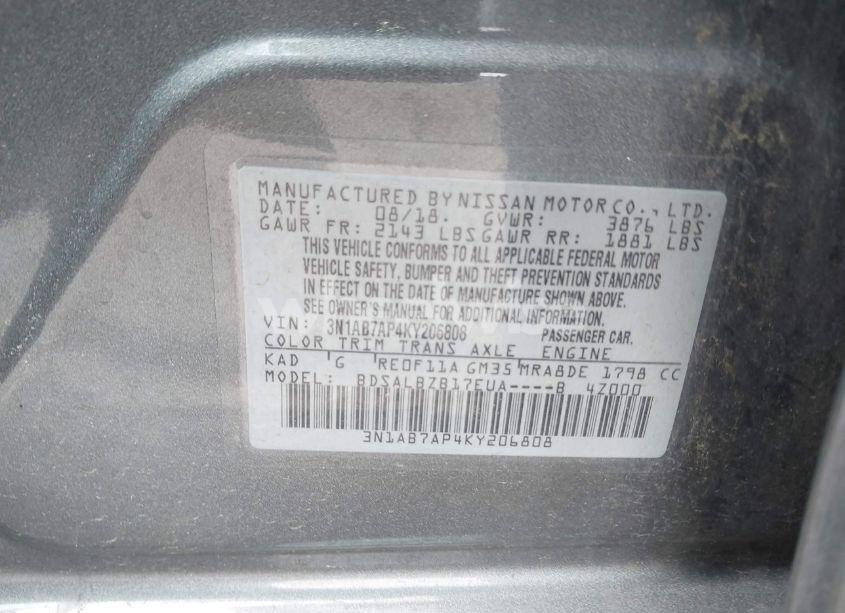 MANUFACTURED BY NISSAN MOTOR CO., LTD.
DATE: 08/18. GVWR: 3876 LBS
GAWR FR: 2143 LBS GAWR RR: 1881 LBS
THIS VEHICLE CONFORMS TO ALL APPLICABLE FEDERAL MOTOR
VEHICLE SAFETY, BUMPER AND THEFT PREVENTION STANDARDS
IN EFFECT ON THE DATE OF MANUFACTURE SHOWN ABOVE.
SEE OWNER'S MANUAL FOR ADDITIONAL INFORMATION.
VIN: 3N1AB7AP4KY206808 PASSENGER CAR.
COLOR TRIM TRANS AXLE ENGINE
KAD G RE0F11A GM35 MRA8DE 1798 CC
MODEL: BDSALBZB17EUA----B 4Z000
3N1AB7AP4KY206808